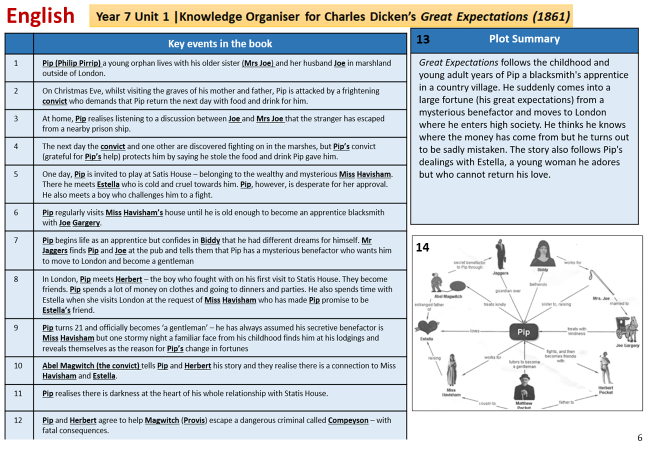 English
Year 7 Unit 1 |Knowledge Organiser for Charles Dicken's Great Expectations (1861)
Key events in the book
1
Pip (Philip Pirrip) a young orphan lives with his older sister (Mrs Joe) and her husband Joe in marshland
outside of London.
2
On Christmas Eve, whilst visiting the graves of his mother and father, Pip is attacked by a frightening
convict who demands that Pip return the next day with food and drink for him.
3
At home, Pip realises listening to a discussion between Joe and Mrs Joe that the stranger has escaped
from a nearby prison ship.
4
The next day the convict and one other are discovered fighting on in the marshes, but Pip's convict
(grateful for Pip's help) protects him by saying he stole the food and drink Pip gave him.
5
One day, Pip is invited to play at Satis House – belonging to the wealthy and mysterious Miss Havisham.
There he meets Estella who is cold and cruel towards him. Pip, however, is desperate for her approval.
He also meets a boy who challenges him to a fight.
6
Pip regularly visits Miss Havisham's house until he is old enough to become an apprentice blacksmith
with Joe Gargery.
7
Pip begins life as an apprentice but confides in Biddy that he had different dreams for himself. Mr
Jaggers finds Pip and Joe at the pub and tells them that Pip has a mysterious benefactor who wants him
to move to London and become a gentleman
8
In London, Pip meets Herbert – the boy who fought with on his first visit to Statis House. They become
friends. Pip spends a lot of money on clothes and going to dinners and parties. He also spends time with
Estella when she visits London at the request of Miss Havisham who has made Pip promise to be
Estella's friend.
9
Pip turns 21 and officially becomes 'a gentleman' – he has always assumed his secretive benefactor is
Miss Havisham but one stormy night a familiar face from his childhood finds him at his lodgings and
reveals themselves as the reason for Pip's change in fortunes
10
Abel Magwitch (the convict) tells Pip and Herbert his story and they realise there is a connection to Miss
Havisham and Estella.
11
Pip realises there is darkness at the heart of his whole relationship with Statis House.
12
Pip and Herbert agree to help Magwitch (Provis) escape a dangerous criminal called Compeyson – with
fatal consequences.
13
Plot Summary
Great Expectations follows the childhood and
young adult years of Pip a blacksmith's apprentice
in a country village. He suddenly comes into a
large fortune (his great expectations) from a
mysterious benefactor and moves to London
where he enters high society. He thinks he knows
where the money has come from but he turns out
to be sadly mistaken. The story also follows Pip's
dealings with Estella, a young woman he adores
but who cannot return his love.
14
secret benefactor
to Pip through
Jaggers
Biddy
works for
guardian over
befriends
Abel Magwitch
Mrs. Joe
treats kindly
sister to, raising
estranged father
of
married to
Pip
Estella
loves
treats with
kindness
Joe Gargery
raising
works for
tutors to become
a gentleman
fights, and then
becomes friends
with
Miss
Havisham
Matthew
Pocket
Herbert
Pocket
cousin to
father to
6